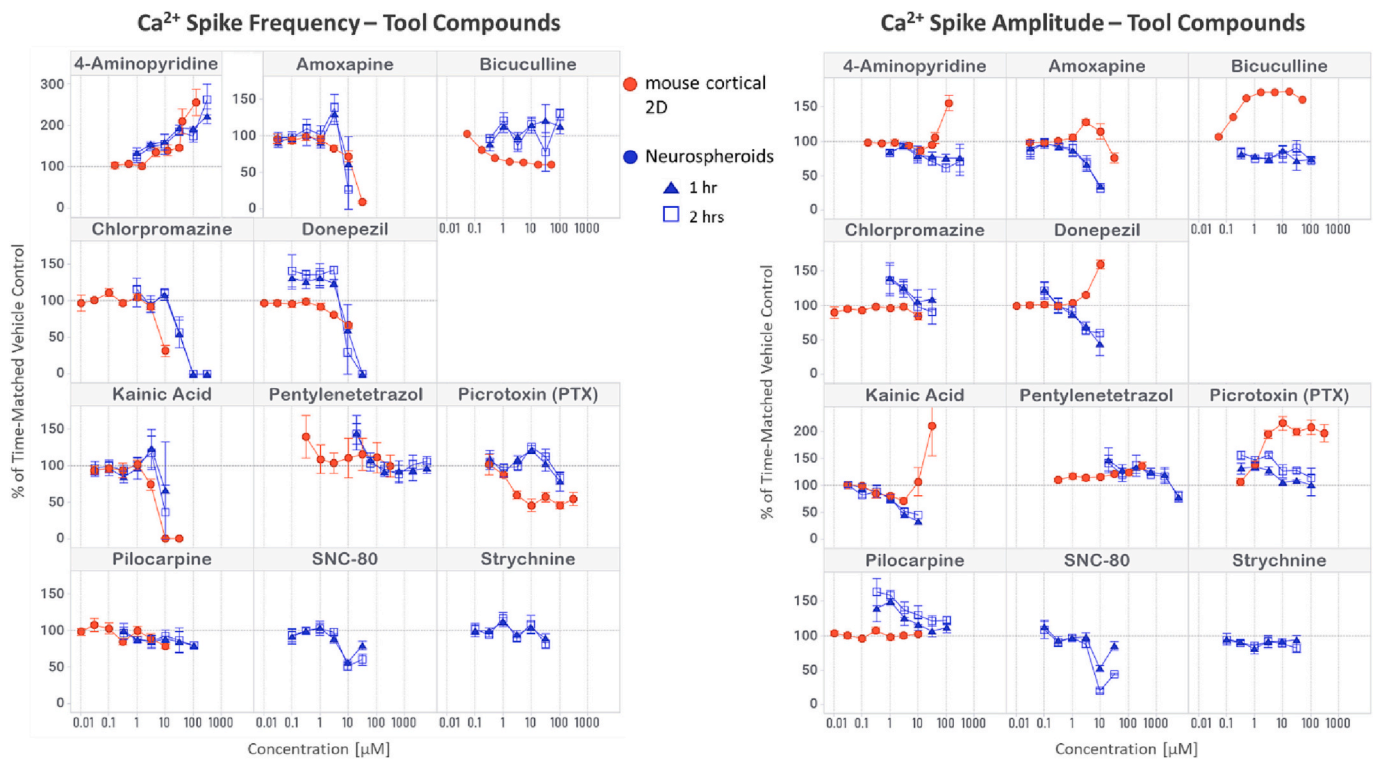 Ca²⁺ Spike Frequency – Tool Compounds
4-Aminopyridine Amoxapine Bicuculline
300
200
100
0
150
100
50
0
0.01 0.1 1 10 100 1000
mouse cortical
2D
Neurospheroids
1 hr
2 hrs
Chlorpromazine Donepezil
150
100
50
0
Kainic Acid Pentylenetetrazol Picrotoxin (PTX)
150
100
50
0
Pilocarpine SNC-80 Strychnine
150
100
50
0
0.01 0.1 1 10 100 1000 0.1 1 10 100 1000 0.1 1 10 100 1000
% of Time-Matched Vehicle Control
Concentration [µM]
Ca²⁺ Spike Amplitude – Tool Compounds
4-Aminopyridine Amoxapine Bicuculline
150
100
50
0
0.01 0.1 1 10 100 1000
Chlorpromazine Donepezil
150
100
50
0
Kainic Acid Pentylenetetrazol Picrotoxin (PTX)
200
150
100
50
0
Pilocarpine SNC-80 Strychnine
150
100
50
0
0.01 0.1 1 10 100 1000 0.01 0.1 1 10 100 1000 0.01 0.1 1 10 100 1000
% of Time-Matched Vehicle Control
Concentration [µM]